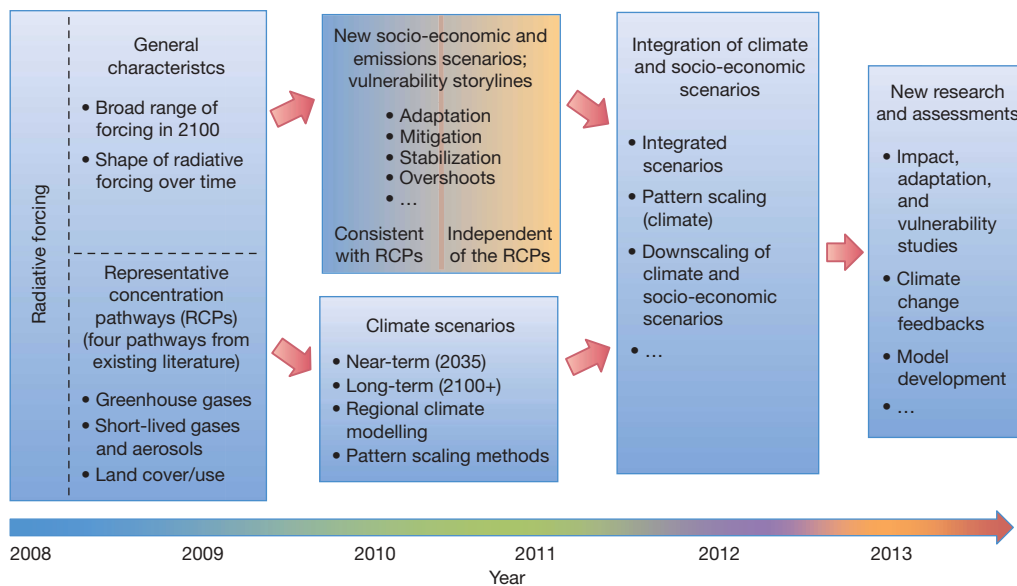 Radiative forcing
General
characteristcs
• Broad range of
forcing in 2100
• Shape of radiative
forcing over time
Representative
concentration
pathways (RCPs)
(four pathways from
existing literature)
• Greenhouse gases
• Short-lived gases
and aerosols
• Land cover/use
New socio-economic and
emissions scenarios;
vulnerability storylines
• Adaptation
• Mitigation
• Stabilization
• Overshoots
• ...
Consistent
with RCPs
Independent
of the RCPs
Climate scenarios
• Near-term (2035)
• Long-term (2100+)
• Regional climate
modelling
• Pattern scaling methods
Integration of climate
and socio-economic
scenarios
• Integrated
scenarios
• Pattern scaling
(climate)
• Downscaling of
climate and
socio-economic
scenarios
• ...
New research
and assessments
• Impact,
adaptation,
and
vulnerability
studies
• Climate
change
feedbacks
• Model
development
• ...
2008 2009 2010 2011 2012 2013
Year